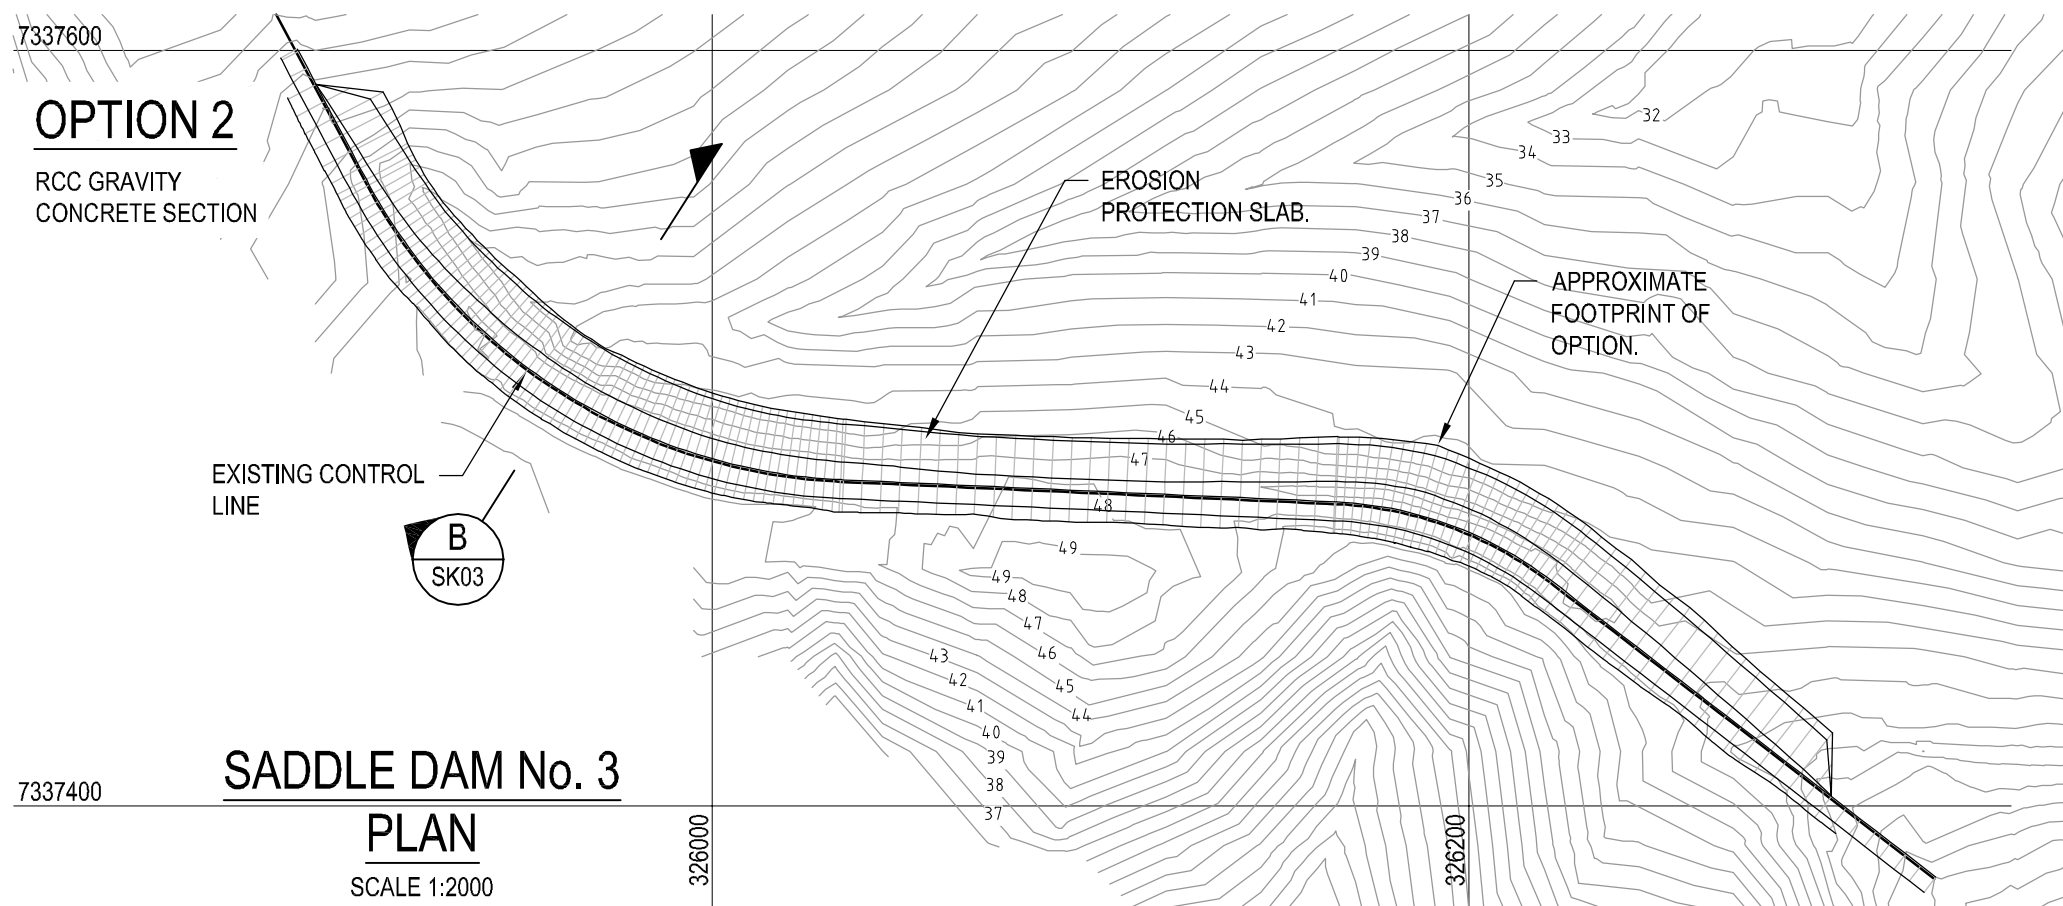 7337600
OPTION 2
RCC GRAVITY
CONCRETE SECTION
EROSION
PROTECTION SLAB.
APPROXIMATE
FOOTPRINT OF
OPTION.
32
33
34
35
36
37
38
39
40
41
42
43
44
45
46
47
48
49
49
48
47
46
45
44
43
42
41
40
39
38
37
EXISTING CONTROL
LINE
B
SK03
SADDLE DAM No. 3
PLAN
SCALE 1:2000
7337400
326000
326200